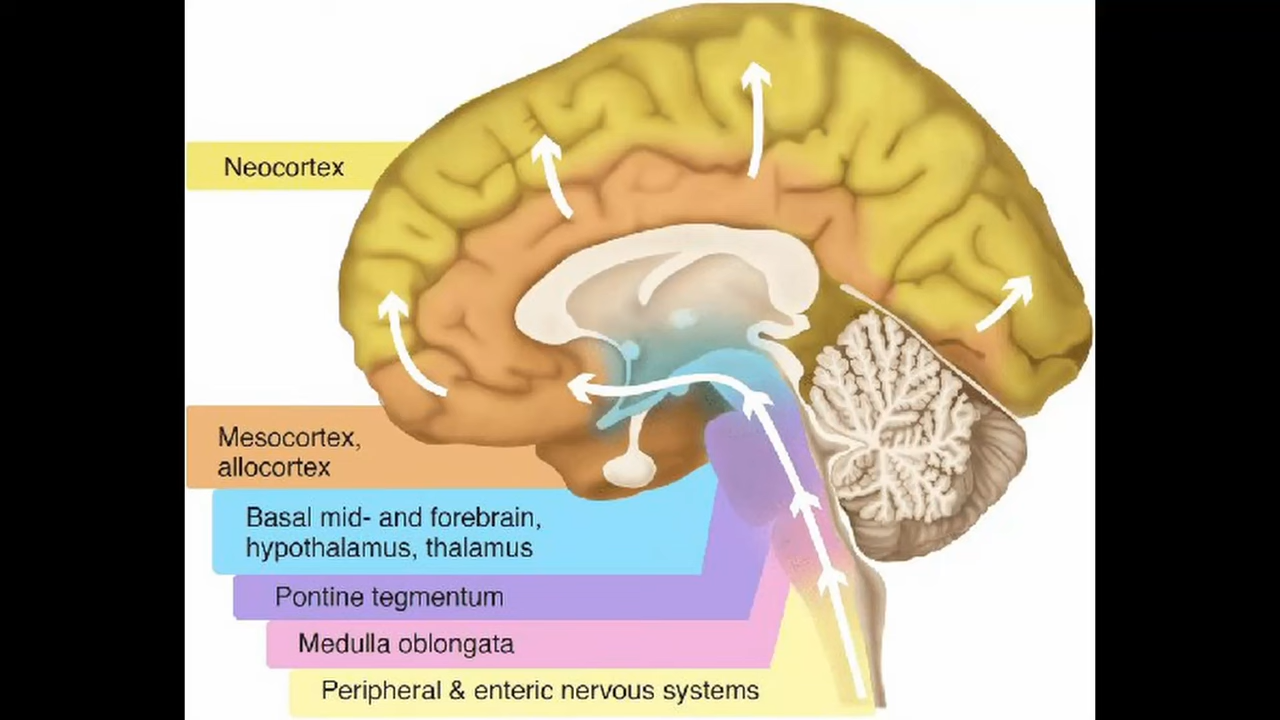 Neocortex
Mesocortex,
allocortex
Basal mid- and forebrain,
hypothalamus, thalamus
Pontine tegmentum
Medulla oblongata
Peripheral & enteric nervous systems